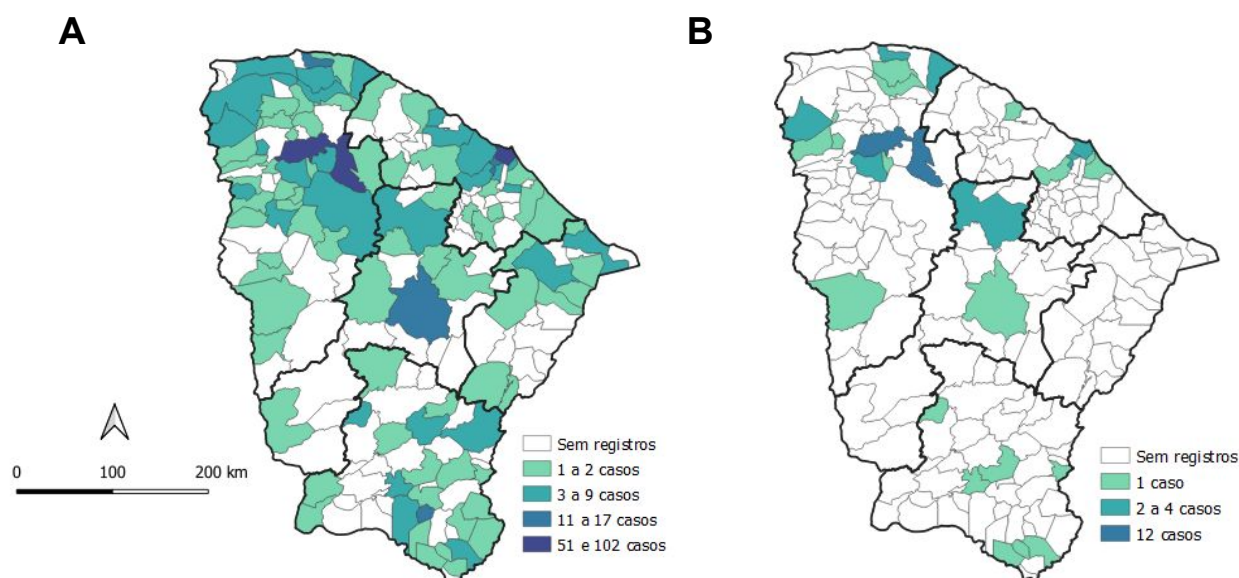 A
B
0 100 200 km
Sem registros
1 a 2 casos
3 a 9 casos
11 a 17 casos
51 e 102 casos
Sem registros
1 caso
2 a 4 casos
12 casos